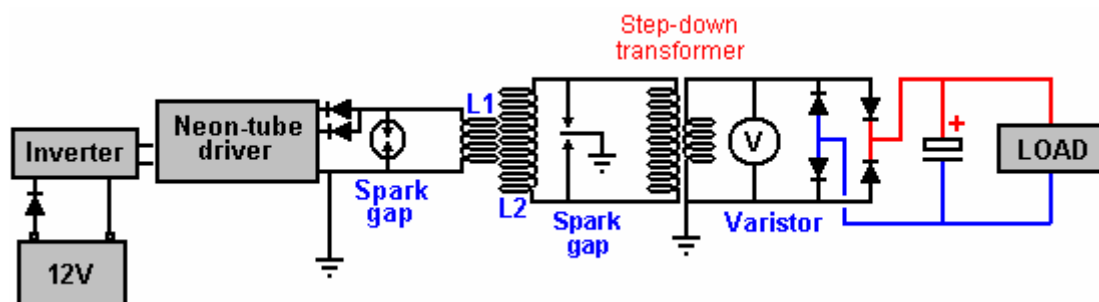 Step-down
transformer
L1
Neon-tube
driver
Inverter
V
+
LOAD
Spark
gap
L2
Spark
gap
Varistor
12V